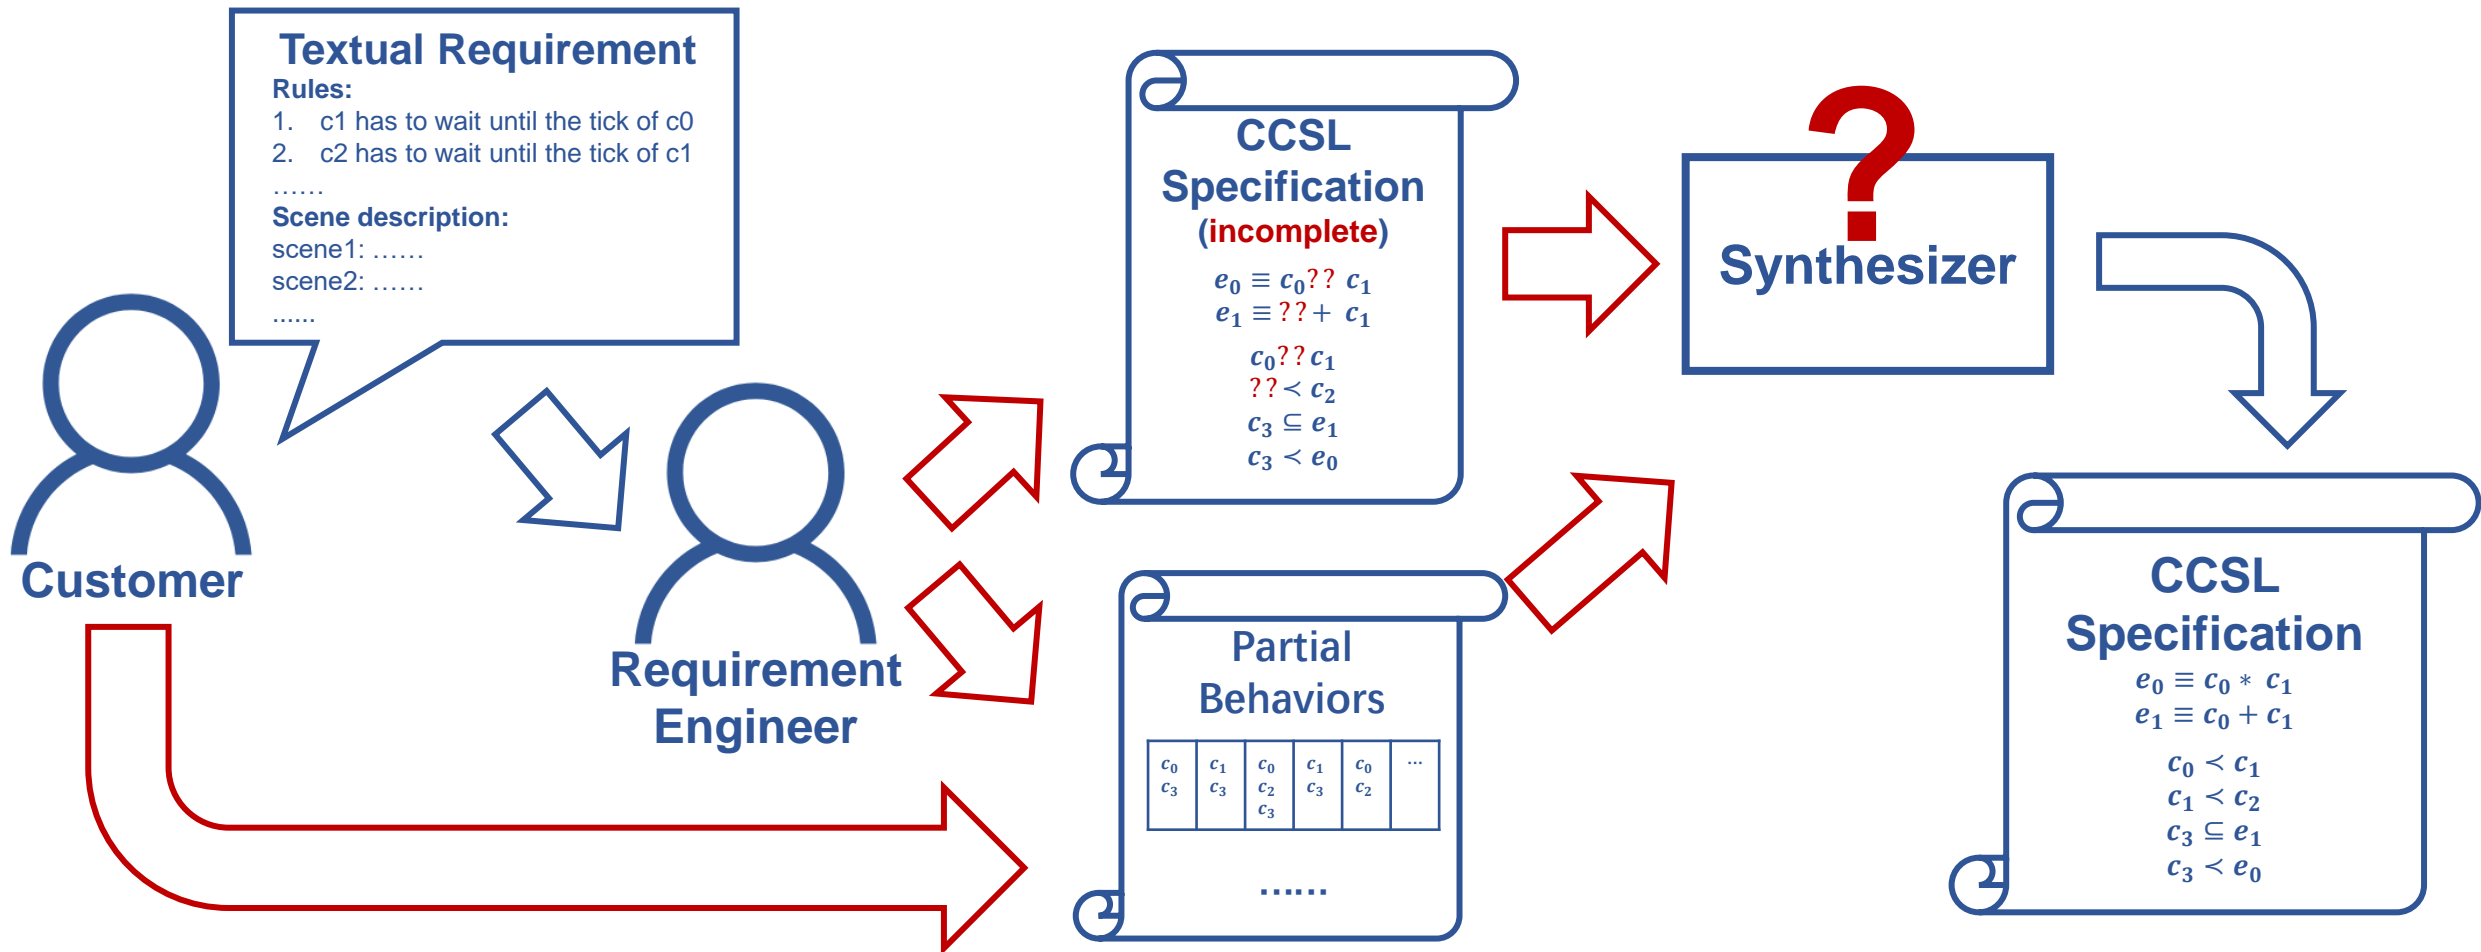 Textual Requirement
Rules:
1. c1 has to wait until the tick of c0
2. c2 has to wait until the tick of c1
……
Scene description:
scene1: ……
scene2: ……
......
Customer
Requirement
Engineer
CCSL
Specification
(incomplete)
e₀ ≡ c₀?? c₁
e₁ ≡ ??+ c₁
c₀??c₁
??≺ c₂
c₃ ⊆ e₁
c₃ ≺ e₀
Partial
Behaviors
c₀ c₁ c₀ c₁ c₀ ...
c₃ c₃ c₂ c₃ c₂
c₃
……
?
Synthesizer
CCSL
Specification
e₀ ≡ c₀ ∗ c₁
e₁ ≡ c₀ + c₁
c₀ ≺ c₁
c₁ ≺ c₂
c₃ ⊆ e₁
c₃ ≺ e₀